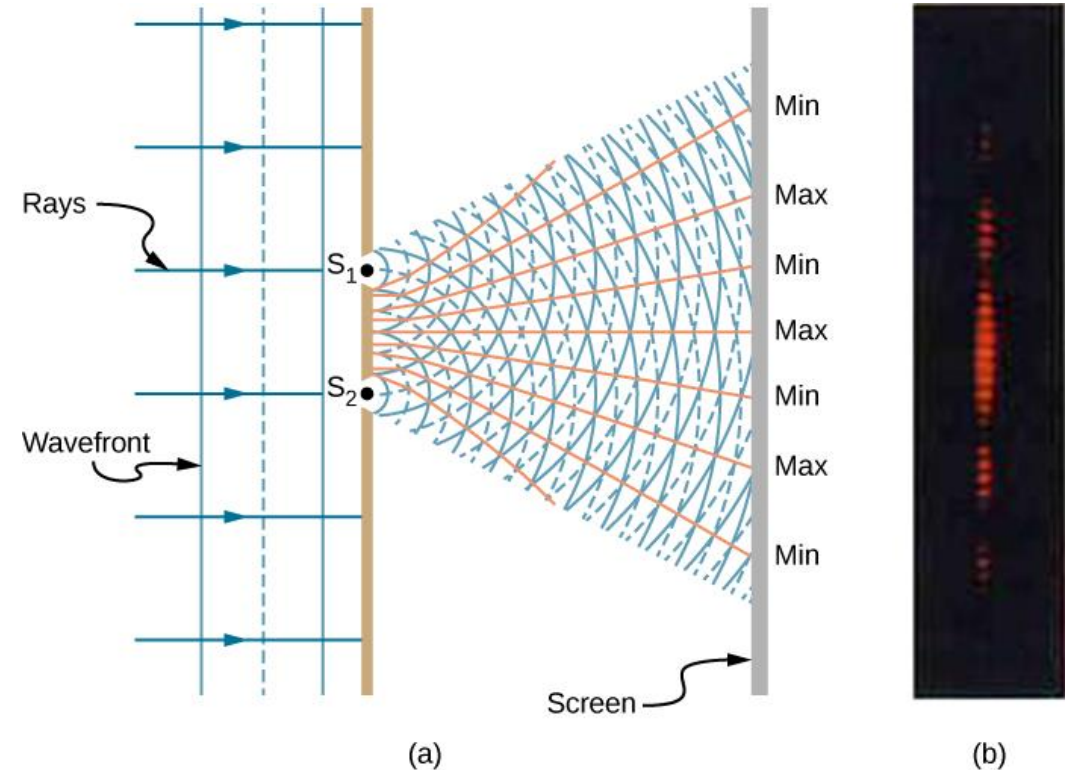 Min
Max
Rays
Min
S1
Max
S2
Min
Wavefront
Max
Min
Screen
(a)
(b)